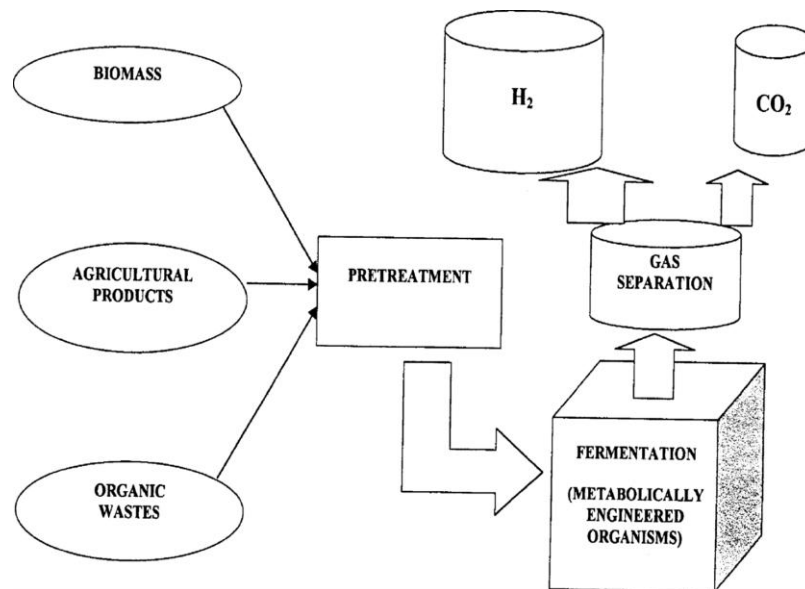 BIOMASS
AGRICULTURAL
PRODUCTS
ORGANIC
WASTES
PRETREATMENT
H2
CO2
GAS
SEPARATION
FERMENTATION
(METABOLICALLY
ENGINEERED
ORGANISMS)